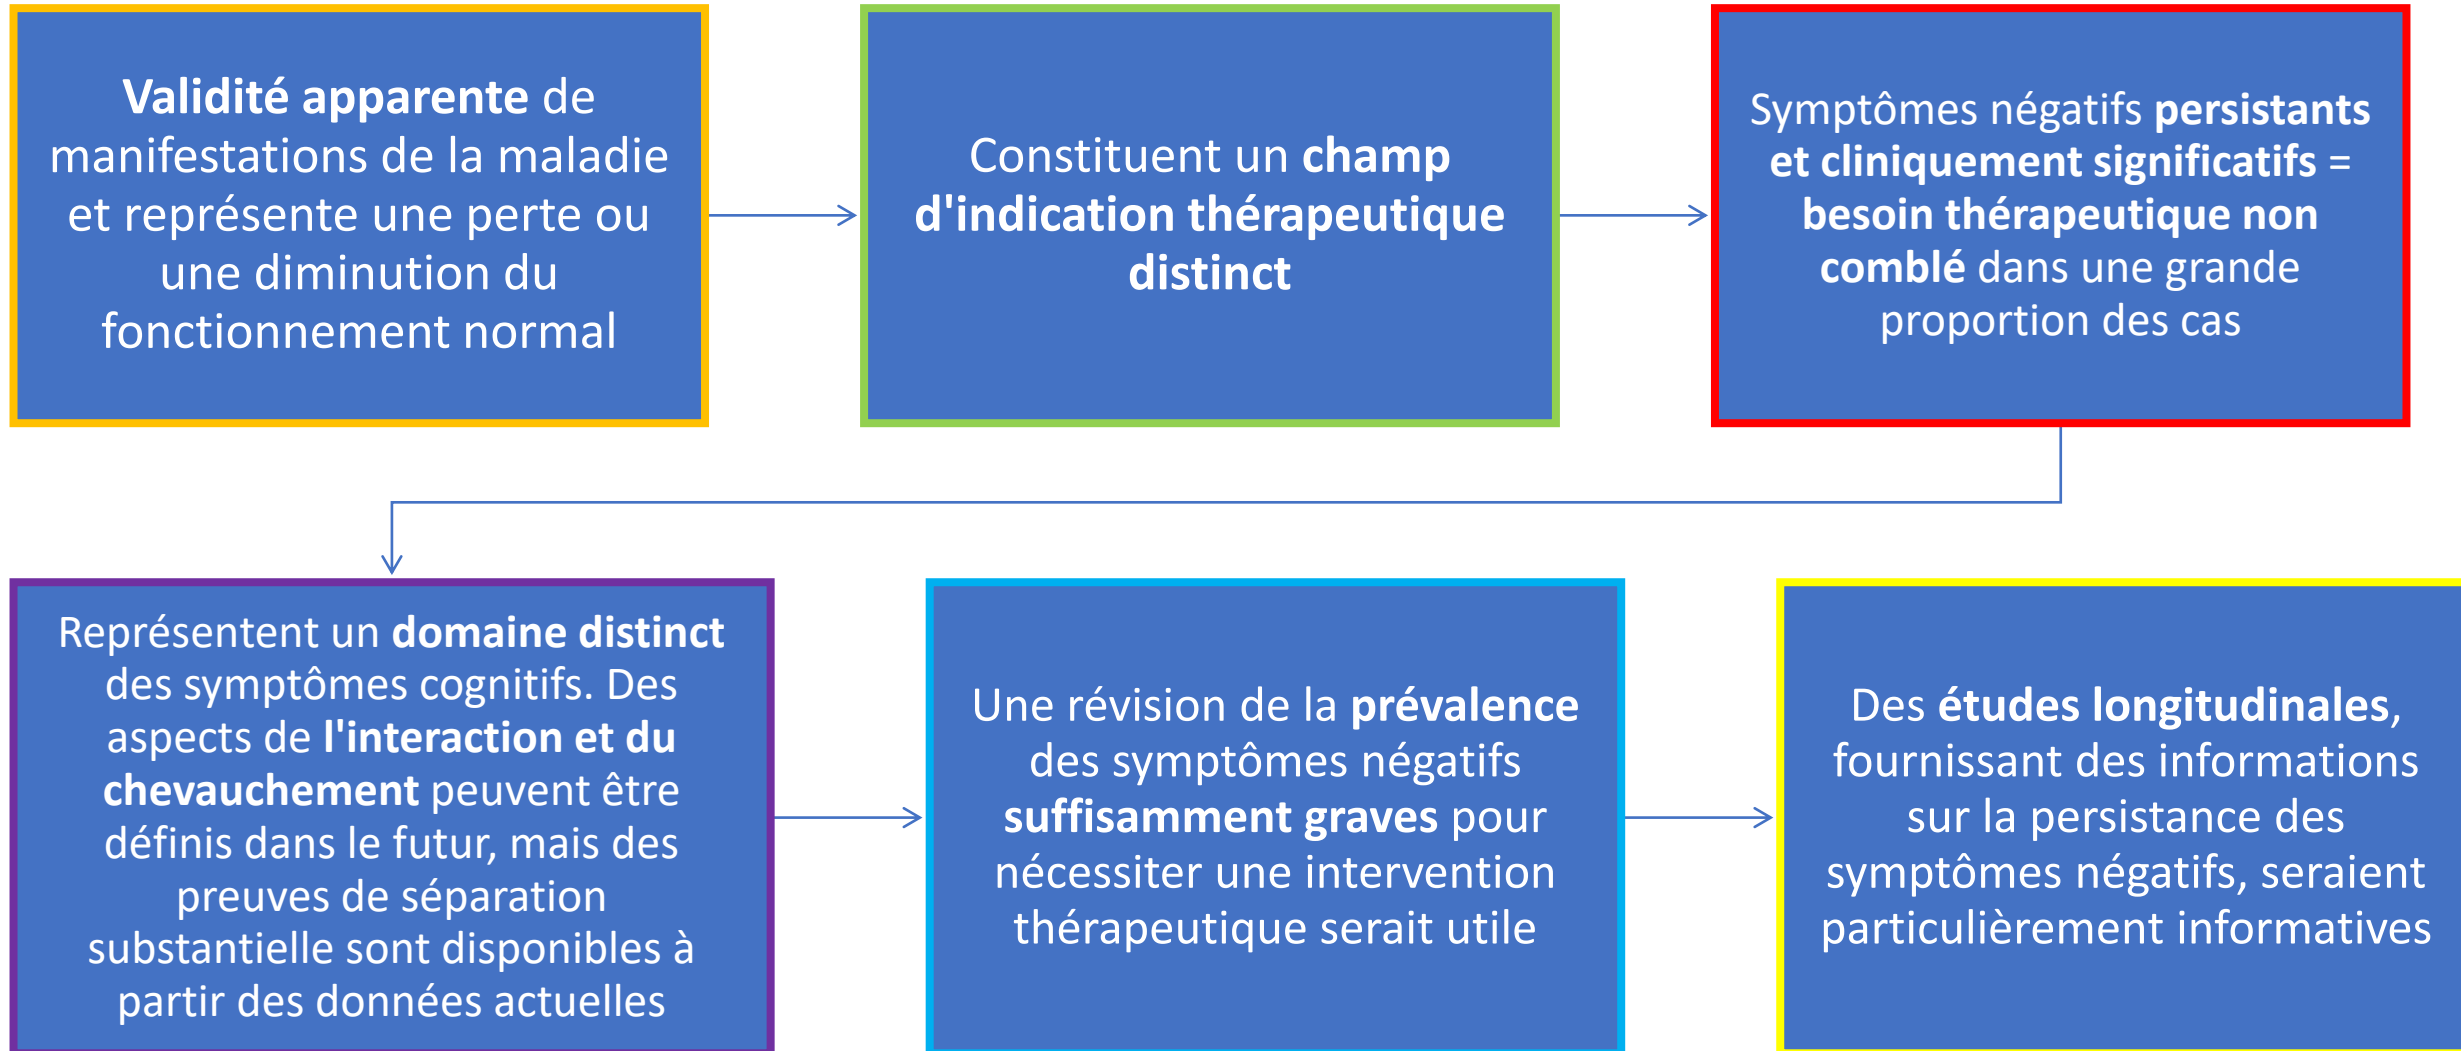 Validité apparente de
manifestations de la maladie
et représente une perte ou
une diminution du
fonctionnement normal
Constituent un champ
d'indication thérapeutique
distinct
Symptômes négatifs persistants
et cliniquement significatifs =
besoin thérapeutique non
comblé dans une grande
proportion des cas
Représentent un domaine distinct
des symptômes cognitifs. Des
aspects de l'interaction et du
chevauchement peuvent être
définis dans le futur, mais des
preuves de séparation
substantielle sont disponibles à
partir des données actuelles
Une révision de la prévalence
des symptômes négatifs
suffisamment graves pour
nécessiter une intervention
thérapeutique serait utile
Des études longitudinales,
fournissant des informations
sur la persistance des
symptômes négatifs, seraient
particulièrement informatives